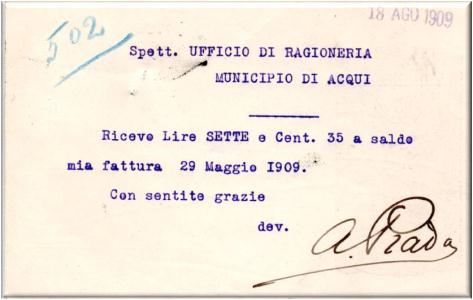 502
18 AGO 1909
Spett. UFFICIO DI RAGIONERIA
MUNICIPIO DI ACQUI
Ricevo Lire SETTE e Cent. 35 a saldo
mia fattura 29 Maggio 1909.
Con sentite grazie
dev.
A. Prada